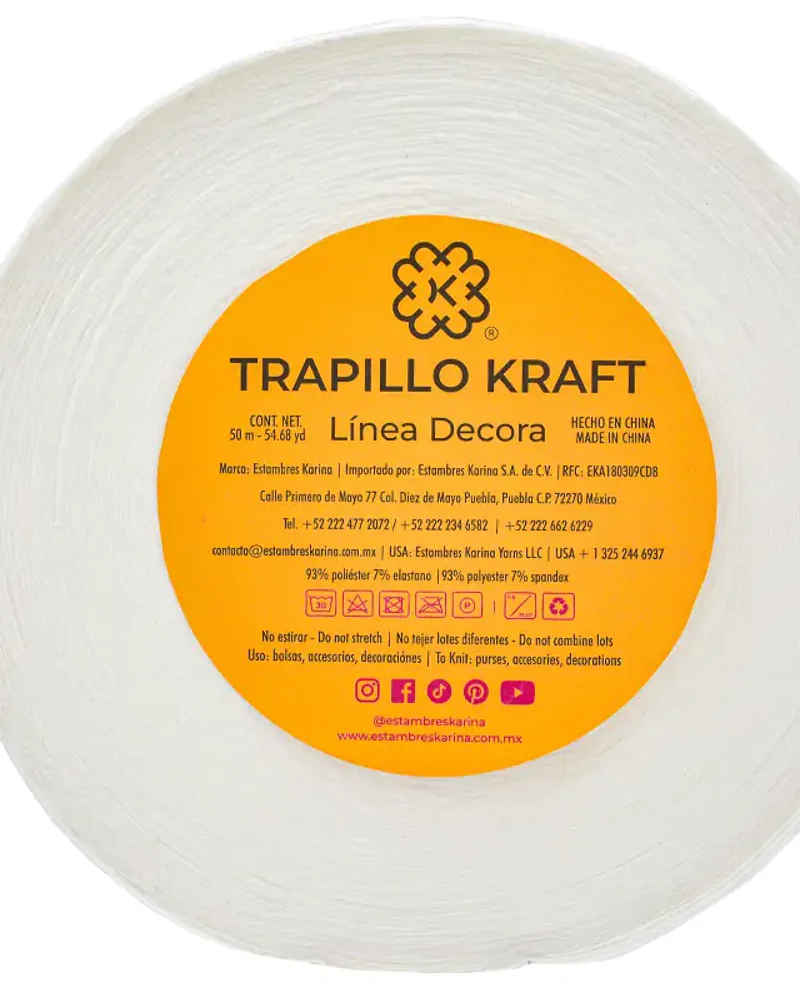 K
®
TRAPILLO KRAFT
CONT. NET.
50 m - 54.68 yd
Línea Decora
HECHO EN CHINA
MADE IN CHINA
Marca: Estambres Karina | Importado por: Estambres Karina S.A. de C.V. | RFC: EKA180309CD8
Calle Primero de Mayo 77 Col. Diez de Mayo Puebla, Puebla C.P. 72270 México
Tel. +52 222 477 2072 / +52 222 234 6582 | +52 222 662 6229
contacto@estambreskarina.com.mx | USA: Estambres Karina Yarns LLC | USA + 1 325 244 6937
93% poliéster 7% elastano | 93% polyester 7% spandex
30 P |
No estirar - Do not stretch | No tejer lotes diferentes - Do not combine lots
Uso: bolsas, accesorios, decoraciónes | To Knit: purses, accesories, decorations
@estambreskarina
www.estambreskarina.com.mx